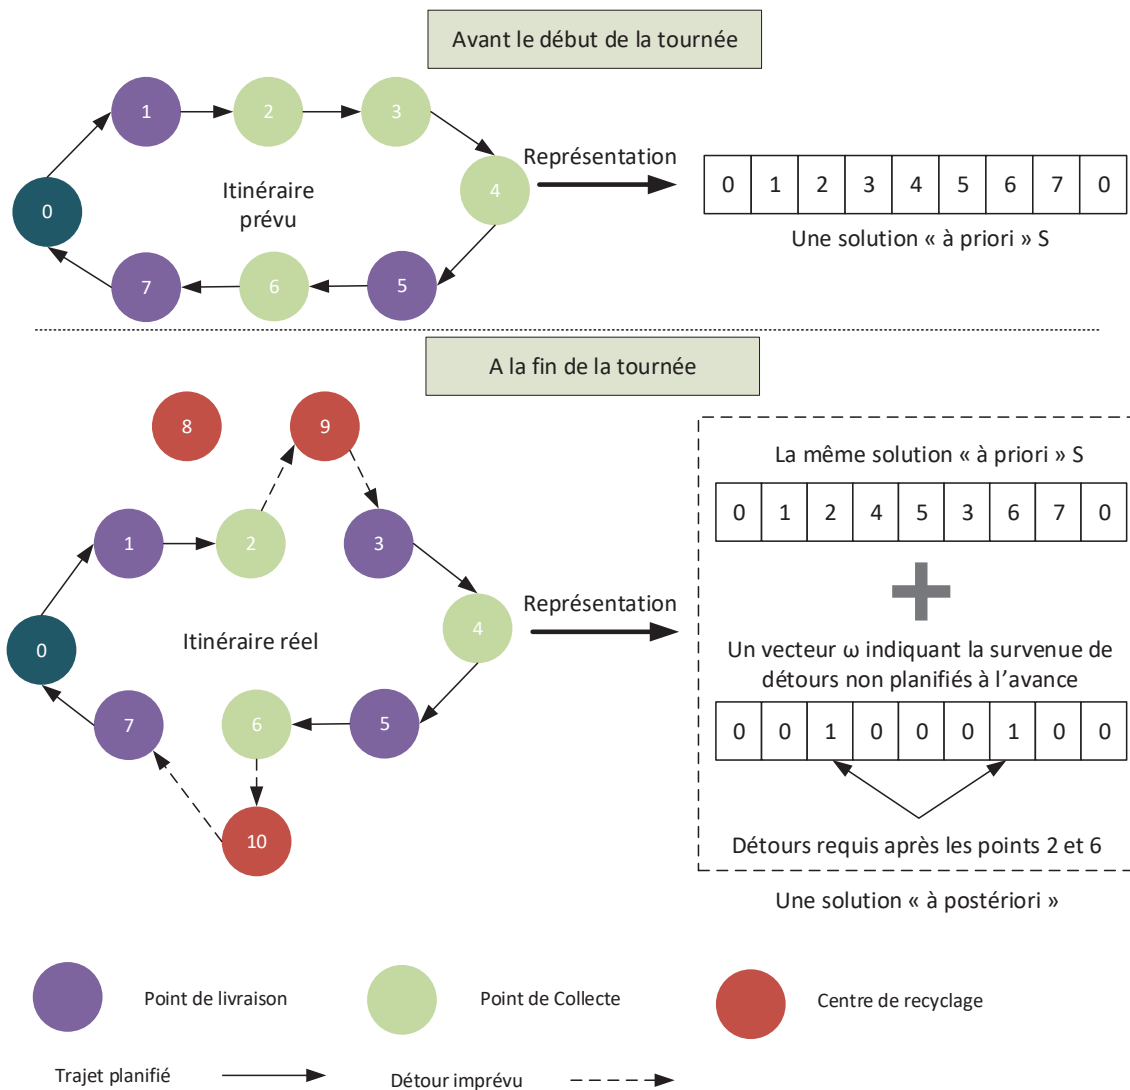 Avant le début de la tournée
1
2
3
4
0
Itinéraire
prévu
7
6
5
Représentation
0 1 2 3 4 5 6 7 0
Une solution « à priori » S
A la fin de la tournée
8
9
1
2
3
4
0
Itinéraire réel
7
6
5
10
Représentation
La même solution « à priori » S
0 1 2 4 5 3 6 7 0
Un vecteur ω indiquant la survenue de
détours non planifiés à l'avance
0 0 1 0 0 0 1 0 0
Détours requis après les points 2 et 6
Une solution « à postériori »
Point de livraison
Point de Collecte
Centre de recyclage
Trajet planifié
Détour imprévu